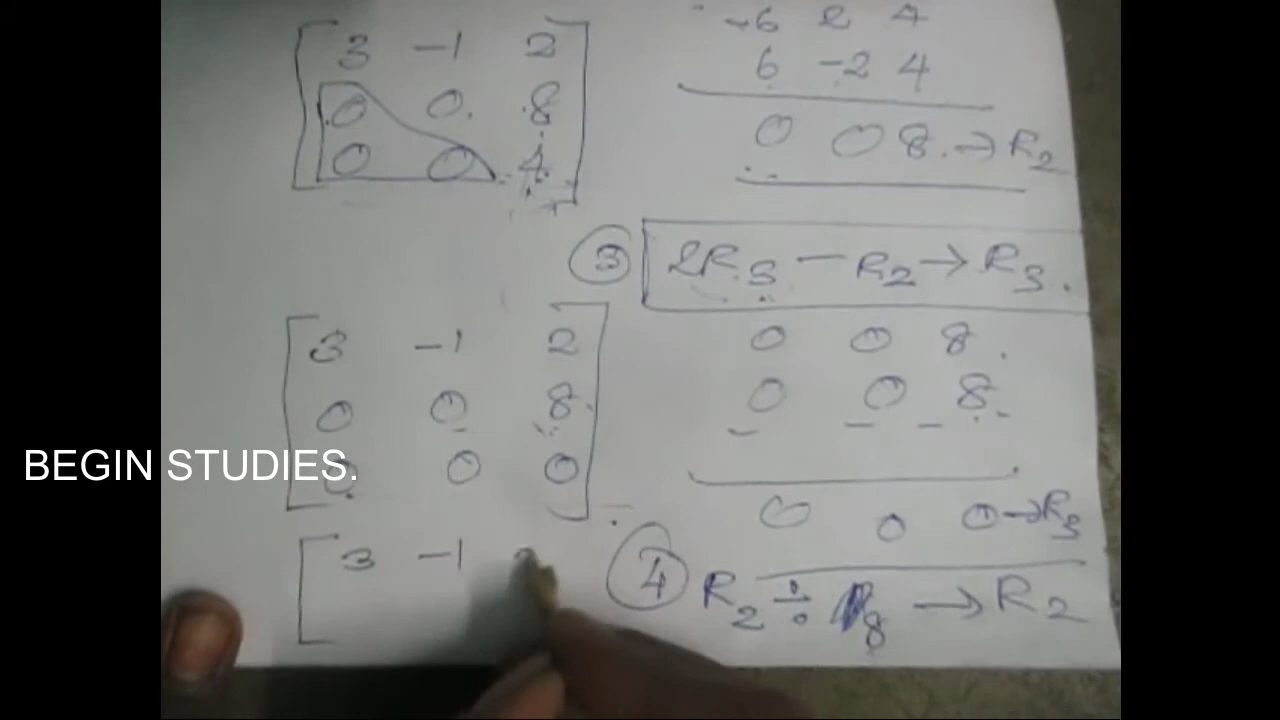 3 -1 2
0 0 8
0 0 4
-6 2 4
6 -2 4
0 0 8 → R2
③ 2R3 - R2 → R3.
0 0 8
0 0 8
- - -
0 0 0 → R3
3 -1 2
0 0 8
0 0 0
BEGIN STUDIES.
④ R2 ÷ 8 → R2
3 -1